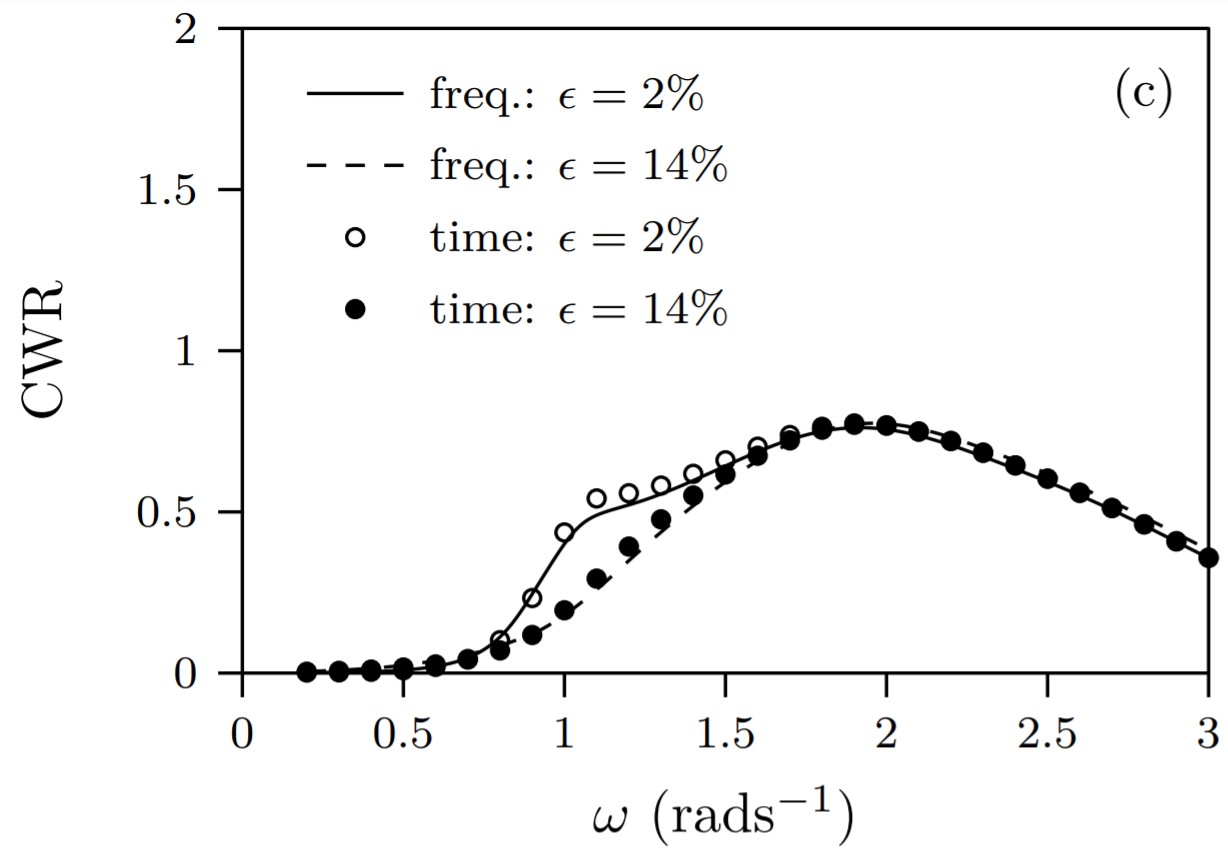 2
(c)
freq.: ϵ = 2%
freq.: ϵ = 14%
1.5
time: ϵ = 2%
time: ϵ = 14%
1
CWR
0.5
0
0 0.5 1 1.5 2 2.5 3
ω (rads⁻¹)